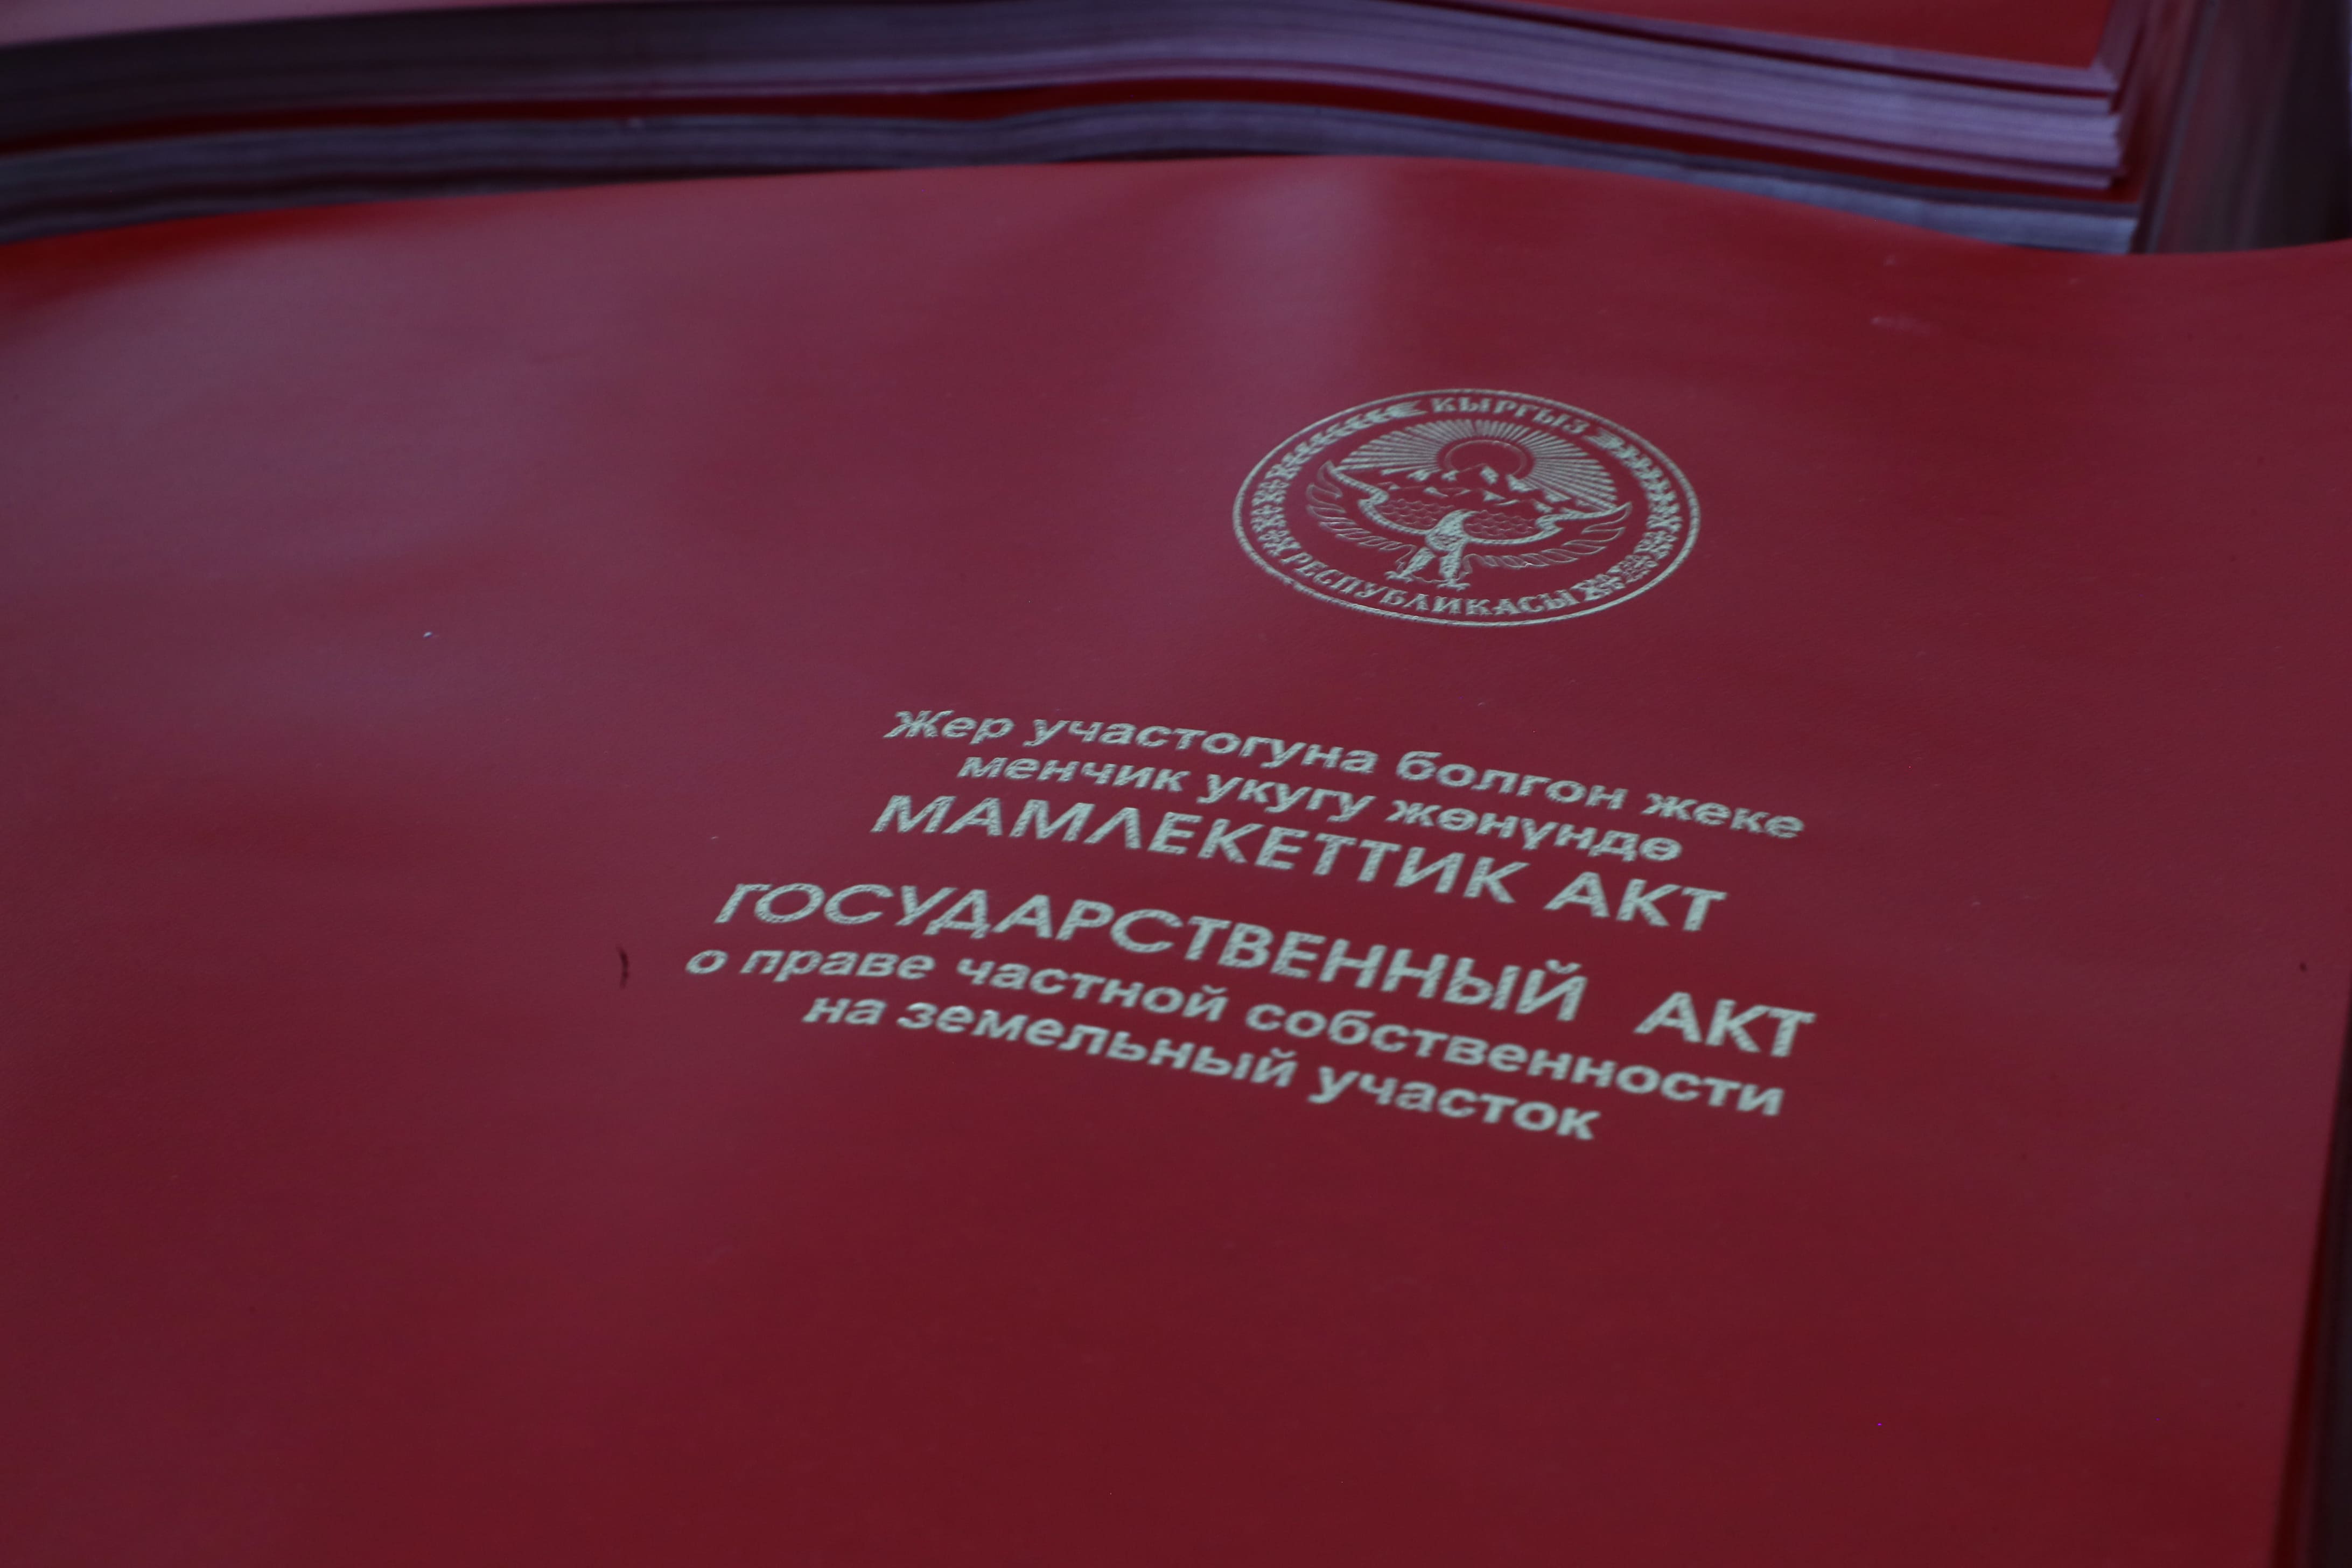 КЫРГЫЗ
РЕСПУБЛИКАСЫ
Жер участогуна болгон жеке
менчик укугу жөнүндө
МАМЛЕКЕТТИК АКТ
ГОСУДАРСТВЕННЫЙ АКТ
о праве частной собственности
на земельный участок